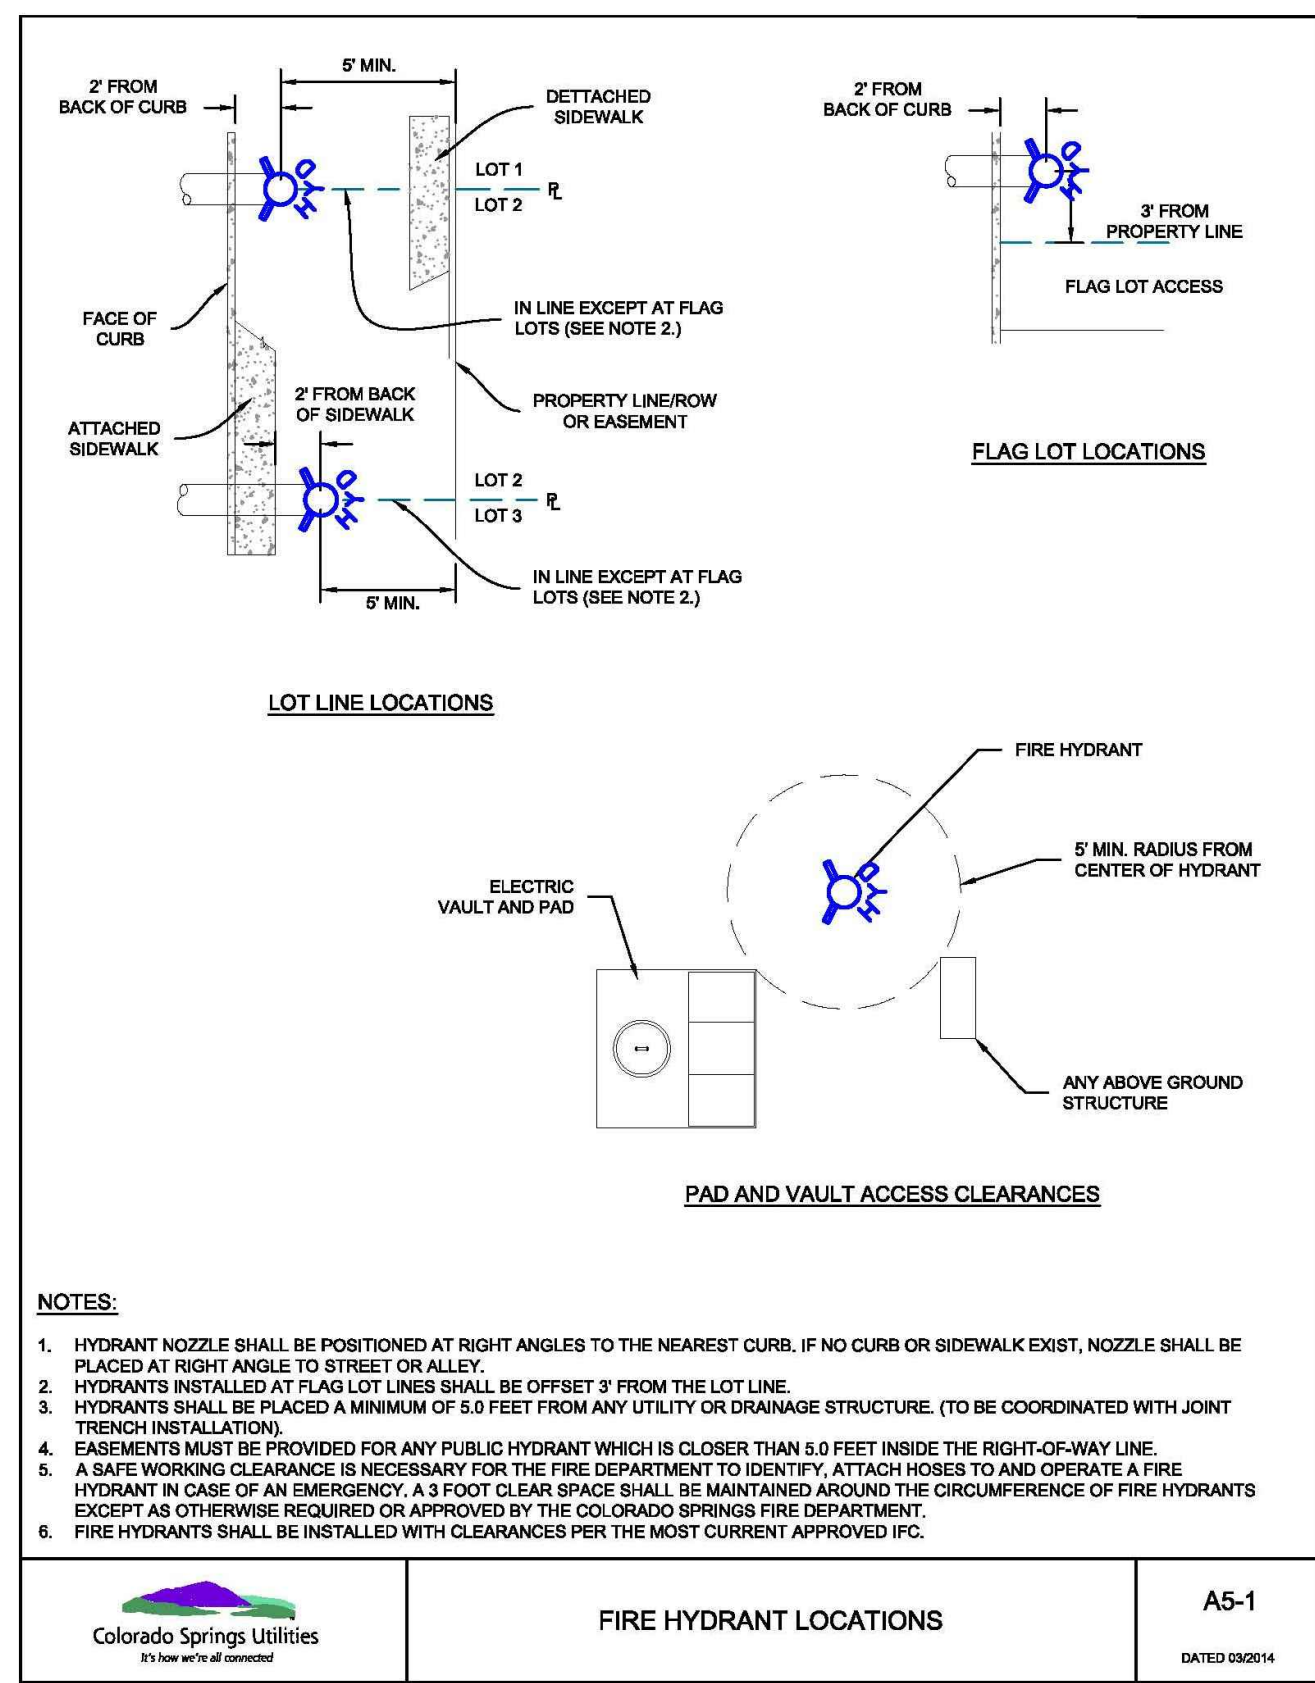 5' MIN.
2' FROM
BACK OF CURB
DETTACHED
SIDEWALK
HYD
LOT 1
LOT 2
PL
FACE OF
CURB
IN LINE EXCEPT AT FLAG
LOTS (SEE NOTE 2.)
2' FROM BACK
OF SIDEWALK
PROPERTY LINE/ROW
OR EASEMENT
ATTACHED
SIDEWALK
HYD
LOT 2
LOT 3
PL
IN LINE EXCEPT AT FLAG
LOTS (SEE NOTE 2.)
5' MIN.
LOT LINE LOCATIONS
2' FROM
BACK OF CURB
HYD
3' FROM
PROPERTY LINE
FLAG LOT ACCESS
FLAG LOT LOCATIONS
FIRE HYDRANT
HYD
5' MIN. RADIUS FROM
CENTER OF HYDRANT
ELECTRIC
VAULT AND PAD
ANY ABOVE GROUND
STRUCTURE
PAD AND VAULT ACCESS CLEARANCES
NOTES:
1. HYDRANT NOZZLE SHALL BE POSITIONED AT RIGHT ANGLES TO THE NEAREST CURB. IF NO CURB OR SIDEWALK EXIST, NOZZLE SHALL BE
PLACED AT RIGHT ANGLE TO STREET OR ALLEY.
2. HYDRANTS INSTALLED AT FLAG LOT LINES SHALL BE OFFSET 3' FROM THE LOT LINE.
3. HYDRANTS SHALL BE PLACED A MINIMUM OF 5.0 FEET FROM ANY UTILITY OR DRAINAGE STRUCTURE. (TO BE COORDINATED WITH JOINT
TRENCH INSTALLATION).
4. EASEMENTS MUST BE PROVIDED FOR ANY PUBLIC HYDRANT WHICH IS CLOSER THAN 5.0 FEET INSIDE THE RIGHT-OF-WAY LINE.
5. A SAFE WORKING CLEARANCE IS NECESSARY FOR THE FIRE DEPARTMENT TO IDENTIFY, ATTACH HOSES TO AND OPERATE A FIRE
HYDRANT IN CASE OF AN EMERGENCY. A 3 FOOT CLEAR SPACE SHALL BE MAINTAINED AROUND THE CIRCUMFERENCE OF FIRE HYDRANTS
EXCEPT AS OTHERWISE REQUIRED OR APPROVED BY THE COLORADO SPRINGS FIRE DEPARTMENT.
6. FIRE HYDRANTS SHALL BE INSTALLED WITH CLEARANCES PER THE MOST CURRENT APPROVED IFC.
Colorado Springs Utilities
It's how we're all connected
FIRE HYDRANT LOCATIONS
A5-1
DATED 03/2014